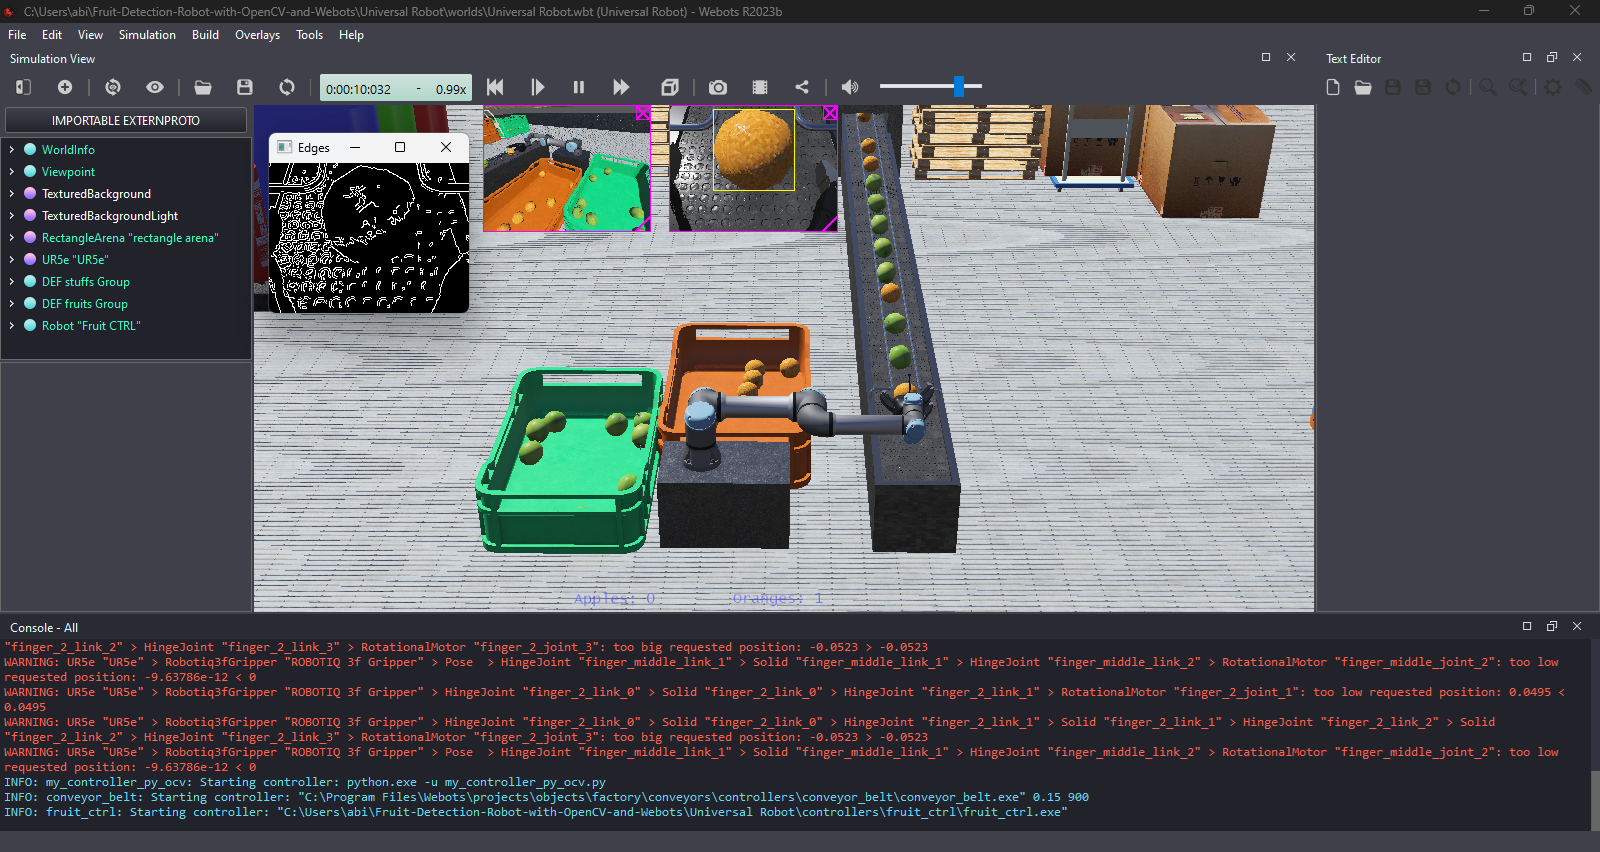 C:\Users\abi\Fruit-Detection-Robot-with-OpenCV-and-Webots\Universal Robot\worlds\Universal Robot.wbt (Universal Robot) - Webots R2023b
File Edit View Simulation Build Overlays Tools Help
Simulation View
Text Editor
0:00:10:032 - 0.99x
IMPORTABLE EXTERNPROTO
WorldInfo
Viewpoint
TexturedBackground
TexturedBackgroundLight
RectangleArena "rectangle arena"
UR5e "UR5e"
DEF stuffs Group
DEF fruits Group
Robot "Fruit CTRL"
Edges
Apples: 0 Oranges: 1
Console - All
"finger_2_link_2" > HingeJoint "finger_2_link_3" > RotationalMotor "finger_2_joint_3": too big requested position: -0.0523 > -0.0523
WARNING: UR5e "UR5e" > Robotiq3fGripper "ROBOTIQ 3f Gripper" > Pose  > HingeJoint "finger_middle_link_1" > Solid "finger_middle_link_1" > HingeJoint "finger_middle_link_2" > RotationalMotor "finger_middle_joint_2": too low
requested position: -9.63786e-12 < 0
WARNING: UR5e "UR5e" > Robotiq3fGripper "ROBOTIQ 3f Gripper" > HingeJoint "finger_2_link_0" > Solid "finger_2_link_0" > HingeJoint "finger_2_link_1" > RotationalMotor "finger_2_joint_1": too low requested position: 0.0495 <
0.0495
WARNING: UR5e "UR5e" > Robotiq3fGripper "ROBOTIQ 3f Gripper" > HingeJoint "finger_2_link_0" > Solid "finger_2_link_0" > HingeJoint "finger_2_link_1" > Solid "finger_2_link_1" > HingeJoint "finger_2_link_2" > Solid
"finger_2_link_2" > HingeJoint "finger_2_link_3" > RotationalMotor "finger_2_joint_3": too big requested position: -0.0523 > -0.0523
WARNING: UR5e "UR5e" > Robotiq3fGripper "ROBOTIQ 3f Gripper" > Pose  > HingeJoint "finger_middle_link_1" > Solid "finger_middle_link_1" > HingeJoint "finger_middle_link_2" > RotationalMotor "finger_middle_joint_2": too low
requested position: -9.63786e-12 < 0
INFO: my_controller_py_ocv: Starting controller: python.exe -u my_controller_py_ocv.py
INFO: conveyor_belt: Starting controller: "C:\Program Files\Webots\projects\objects\factory\conveyors\controllers\conveyor_belt\conveyor_belt.exe" 0.15 900
INFO: fruit_ctrl: Starting controller: "C:\Users\abi\Fruit-Detection-Robot-with-OpenCV-and-Webots\Universal Robot\controllers\fruit_ctrl\fruit_ctrl.exe"